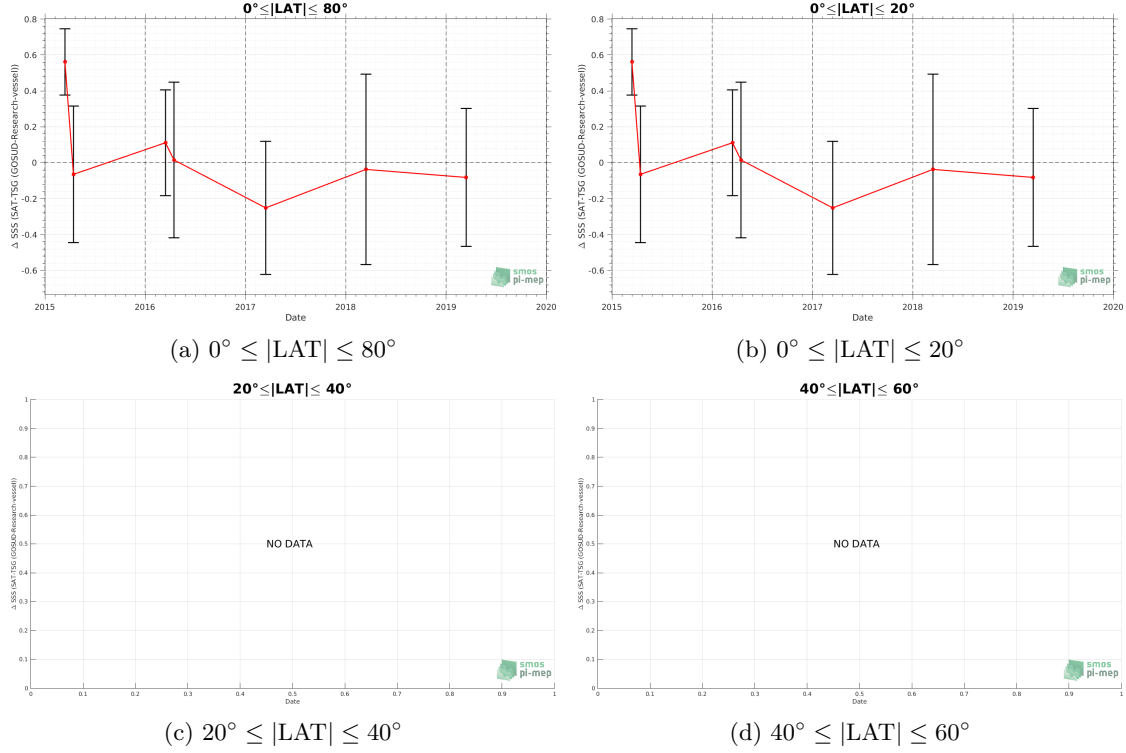 0°≤|LAT|≤ 80°
Δ SSS (SAT-TSG (GOSUD-Research-vessel))
0.8
0.6
0.4
0.2
0
-0.2
-0.4
-0.6
2015 2016 2017 2018 2019 2020
Date
smos
pi-mep
(a) 0° ≤ |LAT| ≤ 80°
0°≤|LAT|≤ 20°
Δ SSS (SAT-TSG (GOSUD-Research-vessel))
0.8
0.6
0.4
0.2
0
-0.2
-0.4
-0.6
2015 2016 2017 2018 2019 2020
Date
smos
pi-mep
(b) 0° ≤ |LAT| ≤ 20°
20°≤|LAT|≤ 40°
Δ SSS (SAT-TSG (GOSUD-Research-vessel))
1
0.9
0.8
0.7
0.6
0.5
0.4
0.3
0.2
0.1
0
NO DATA
0 0.1 0.2 0.3 0.4 0.5 0.6 0.7 0.8 0.9 1
Date
smos
pi-mep
(c) 20° ≤ |LAT| ≤ 40°
40°≤|LAT|≤ 60°
Δ SSS (SAT-TSG (GOSUD-Research-vessel))
1
0.9
0.8
0.7
0.6
0.5
0.4
0.3
0.2
0.1
0
NO DATA
0 0.1 0.2 0.3 0.4 0.5 0.6 0.7 0.8 0.9 1
Date
smos
pi-mep
(d) 40° ≤ |LAT| ≤ 60°